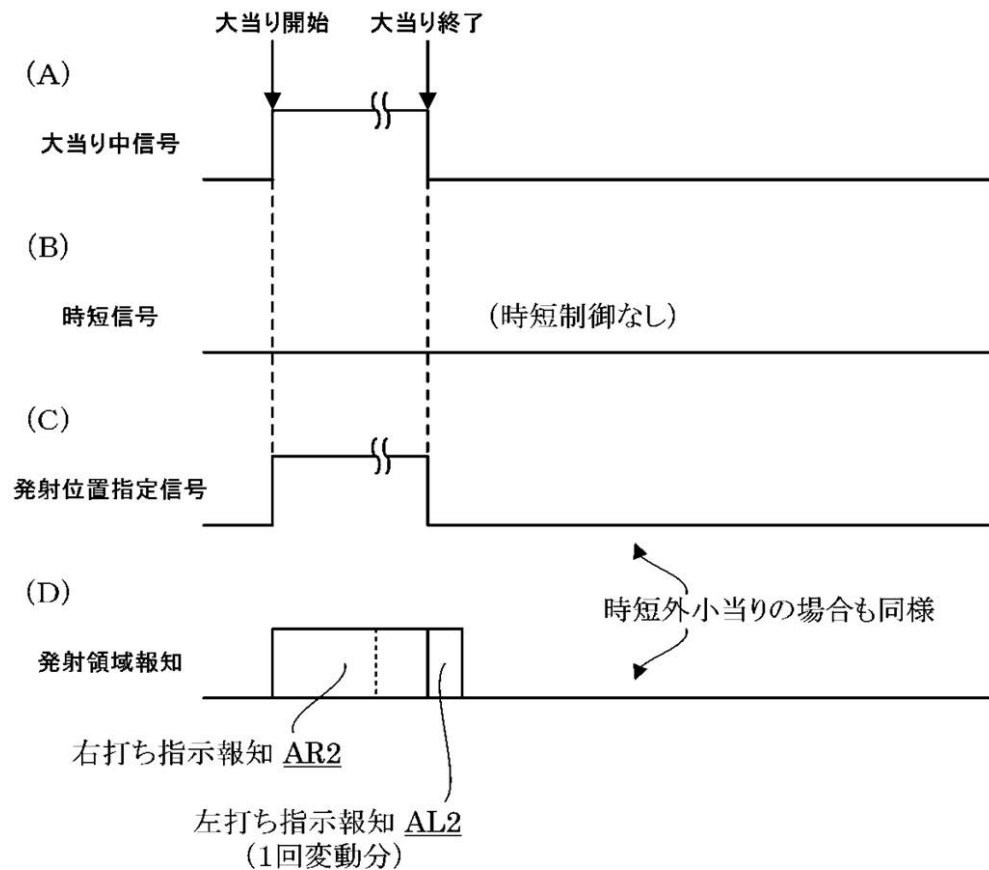 大当り開始
大当り終了
(A)
大当り中信号
(B)
時短信号
(時短制御なし)
(C)
発射位置指定信号
(D)
時短外小当りの場合も同様
発射領域報知
右打ち指示報知 AR2
左打ち指示報知 AL2
(1回変動分)